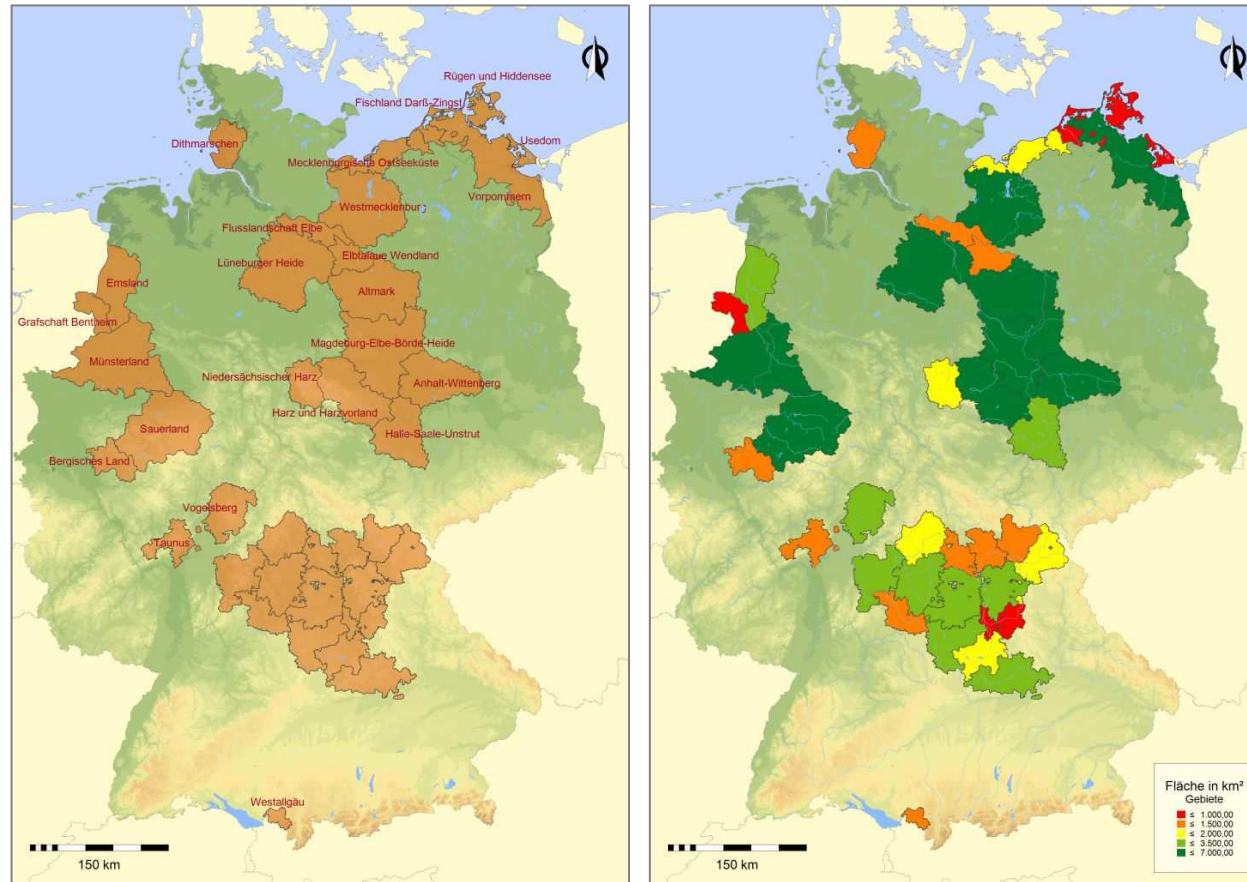 Rügen und Hiddensee
Fischland Darß-Zingst
Dithmarschen
Usedom
Mecklenburgische Ostseeküste
Vorpommern
Westmecklenburg
Flusslandschaft Elbe
Elbtalaue Wendland
Lüneburger Heide
Emsland
Altmark
Grafschaft Bentheim
Magdeburg-Elbe-Börde-Heide
Münsterland
Niedersächsischer Harz
Anhalt-Wittenberg
Harz und Harzvorland
Sauerland
Halle-Saale-Unstrut
Bergisches Land
Vogelsberg
Taunus
Westallgäu
150 km
Fläche in km²
Gebiete
≤ 1.000,00
≤ 1.500,00
≤ 2.000,00
≤ 3.500,00
≤ 7.000,00
150 km